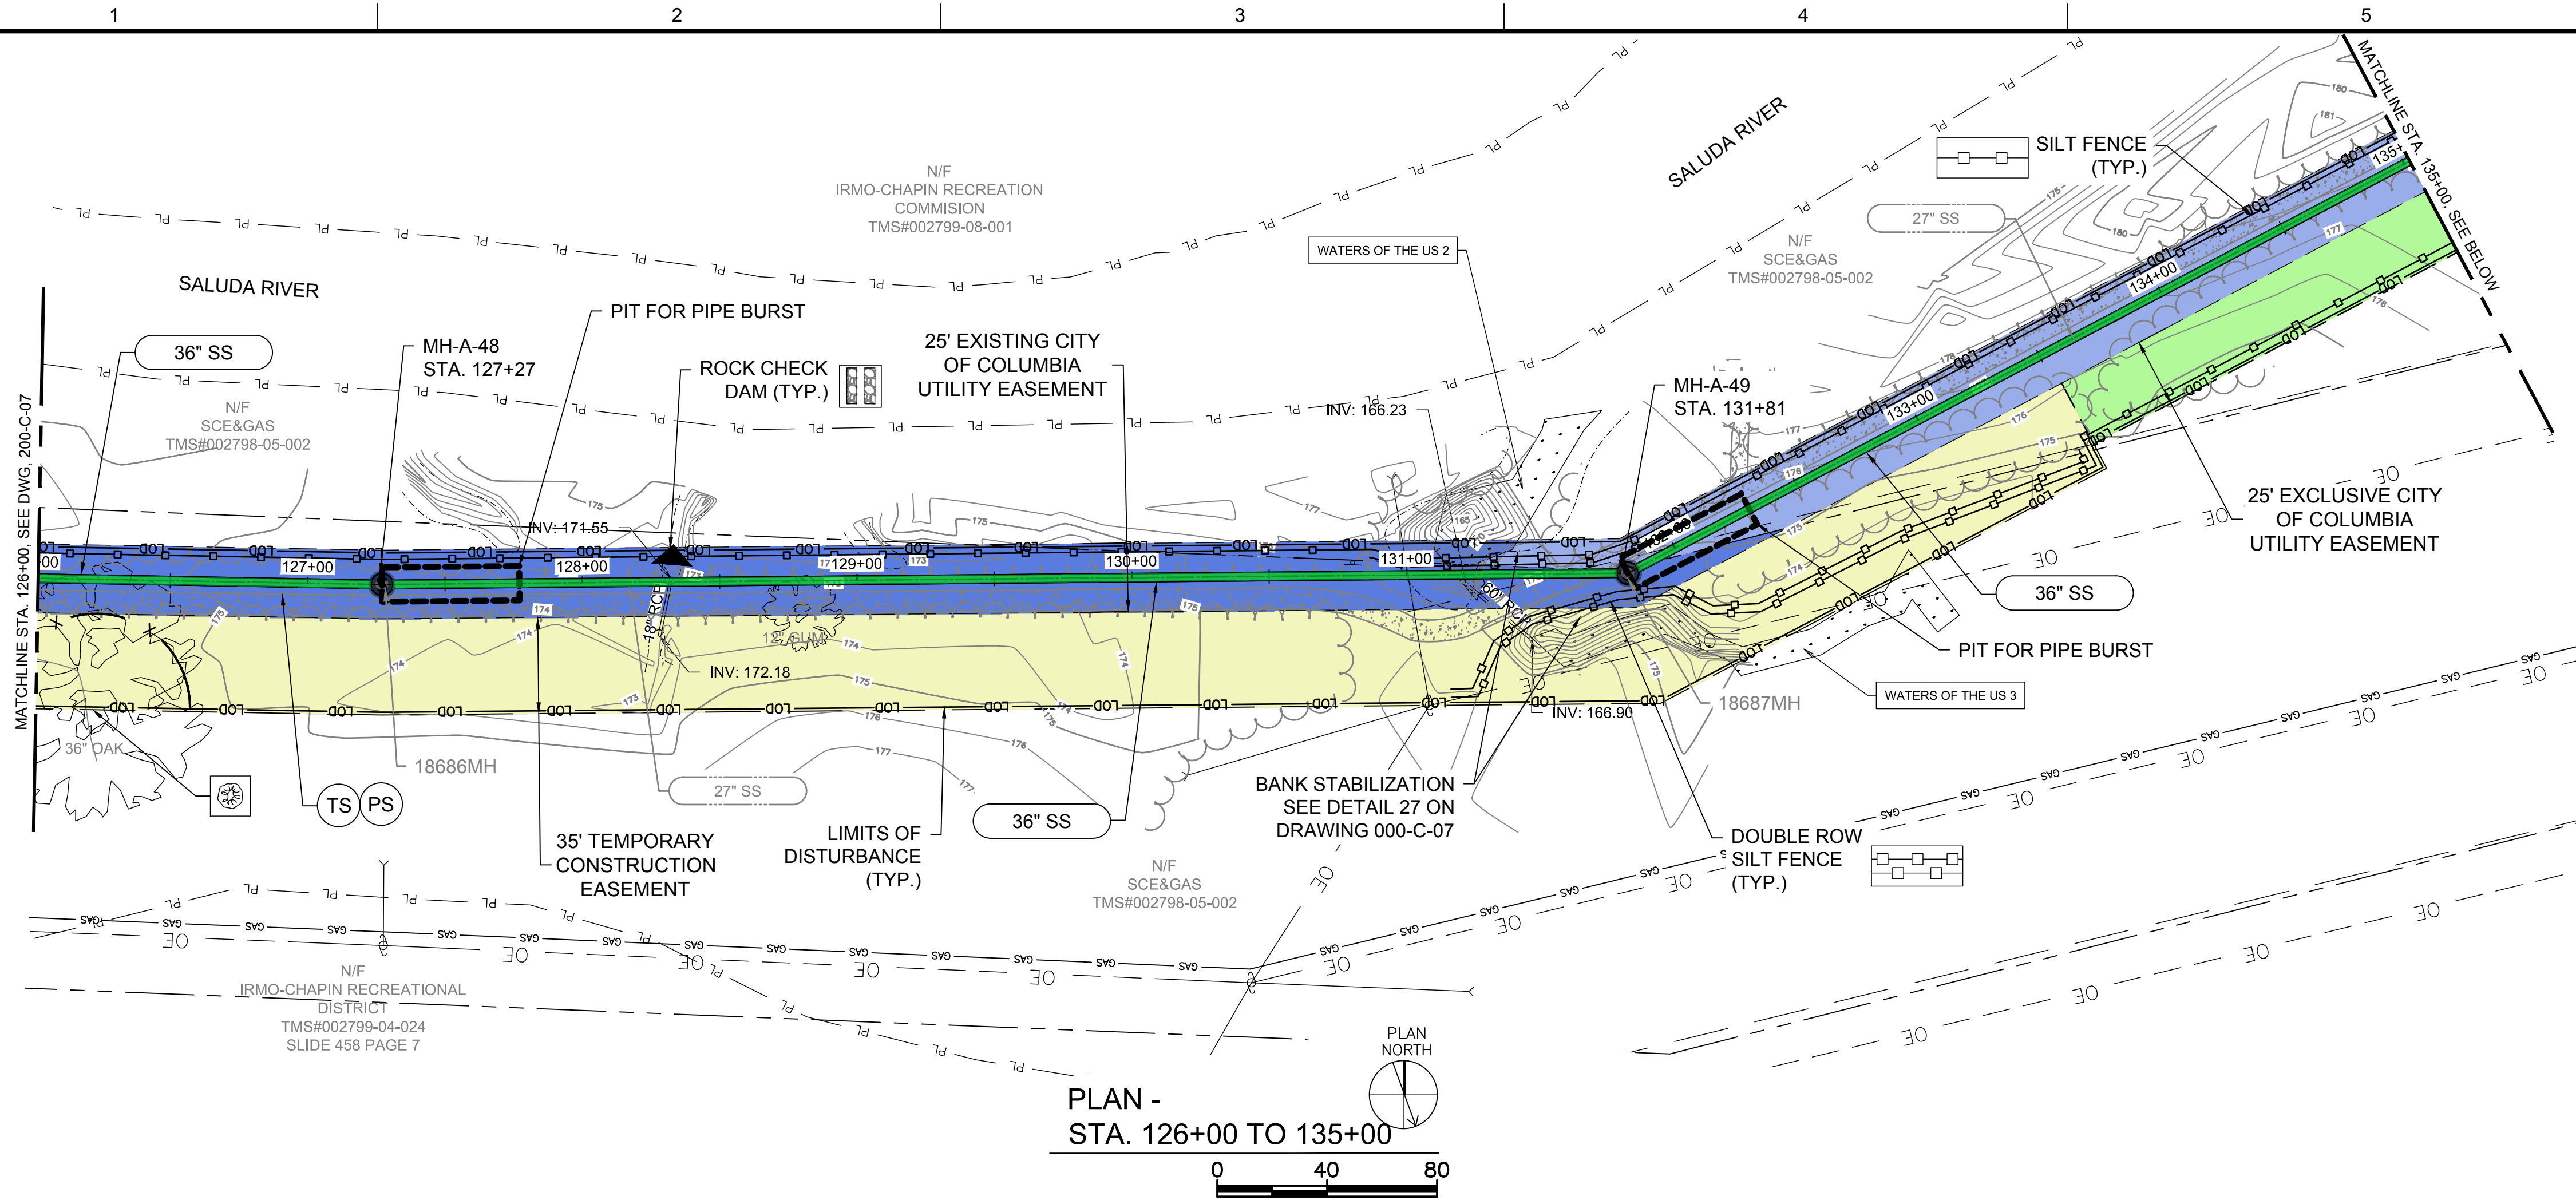 1
2
3
4
5
MATCHLINE STA. 126+00, SEE DWG, 200-C-07
MATCHLINE STA. 135+00, SEE BELOW
SALUDA RIVER
SALUDA RIVER
N/F
IRMO-CHAPIN RECREATION
COMMISION
TMS#002799-08-001
36" SS
MH-A-48
STA. 127+27
PIT FOR PIPE BURST
ROCK CHECK
DAM (TYP.)
25' EXISTING CITY
OF COLUMBIA
UTILITY EASEMENT
WATERS OF THE US 2
INV: 166.23
MH-A-49
STA. 131+81
N/F
SCE&GAS
TMS#002798-05-002
27" SS
SILT FENCE
(TYP.)
N/F
SCE&GAS
TMS#002798-05-002
INV: 171.55
127+00
128+00
129+00
130+00
131+00
133+00
134+00
135+
18" RCP
12" GUM
INV: 172.18
60" RCP
INV: 166.90
18687MH
WATERS OF THE US 3
PIT FOR PIPE BURST
36" SS
25' EXCLUSIVE CITY
OF COLUMBIA
UTILITY EASEMENT
36" OAK
18686MH
TS
PS
27" SS
36" SS
35' TEMPORARY
CONSTRUCTION
EASEMENT
LIMITS OF
DISTURBANCE
(TYP.)
BANK STABILIZATION
SEE DETAIL 27 ON
DRAWING 000-C-07
DOUBLE ROW
SILT FENCE
(TYP.)
N/F
SCE&GAS
TMS#002798-05-002
N/F
IRMO-CHAPIN RECREATIONAL
DISTRICT
TMS#002799-04-024
SLIDE 458 PAGE 7
PLAN
NORTH
PLAN -
STA. 126+00 TO 135+00
0 40 80